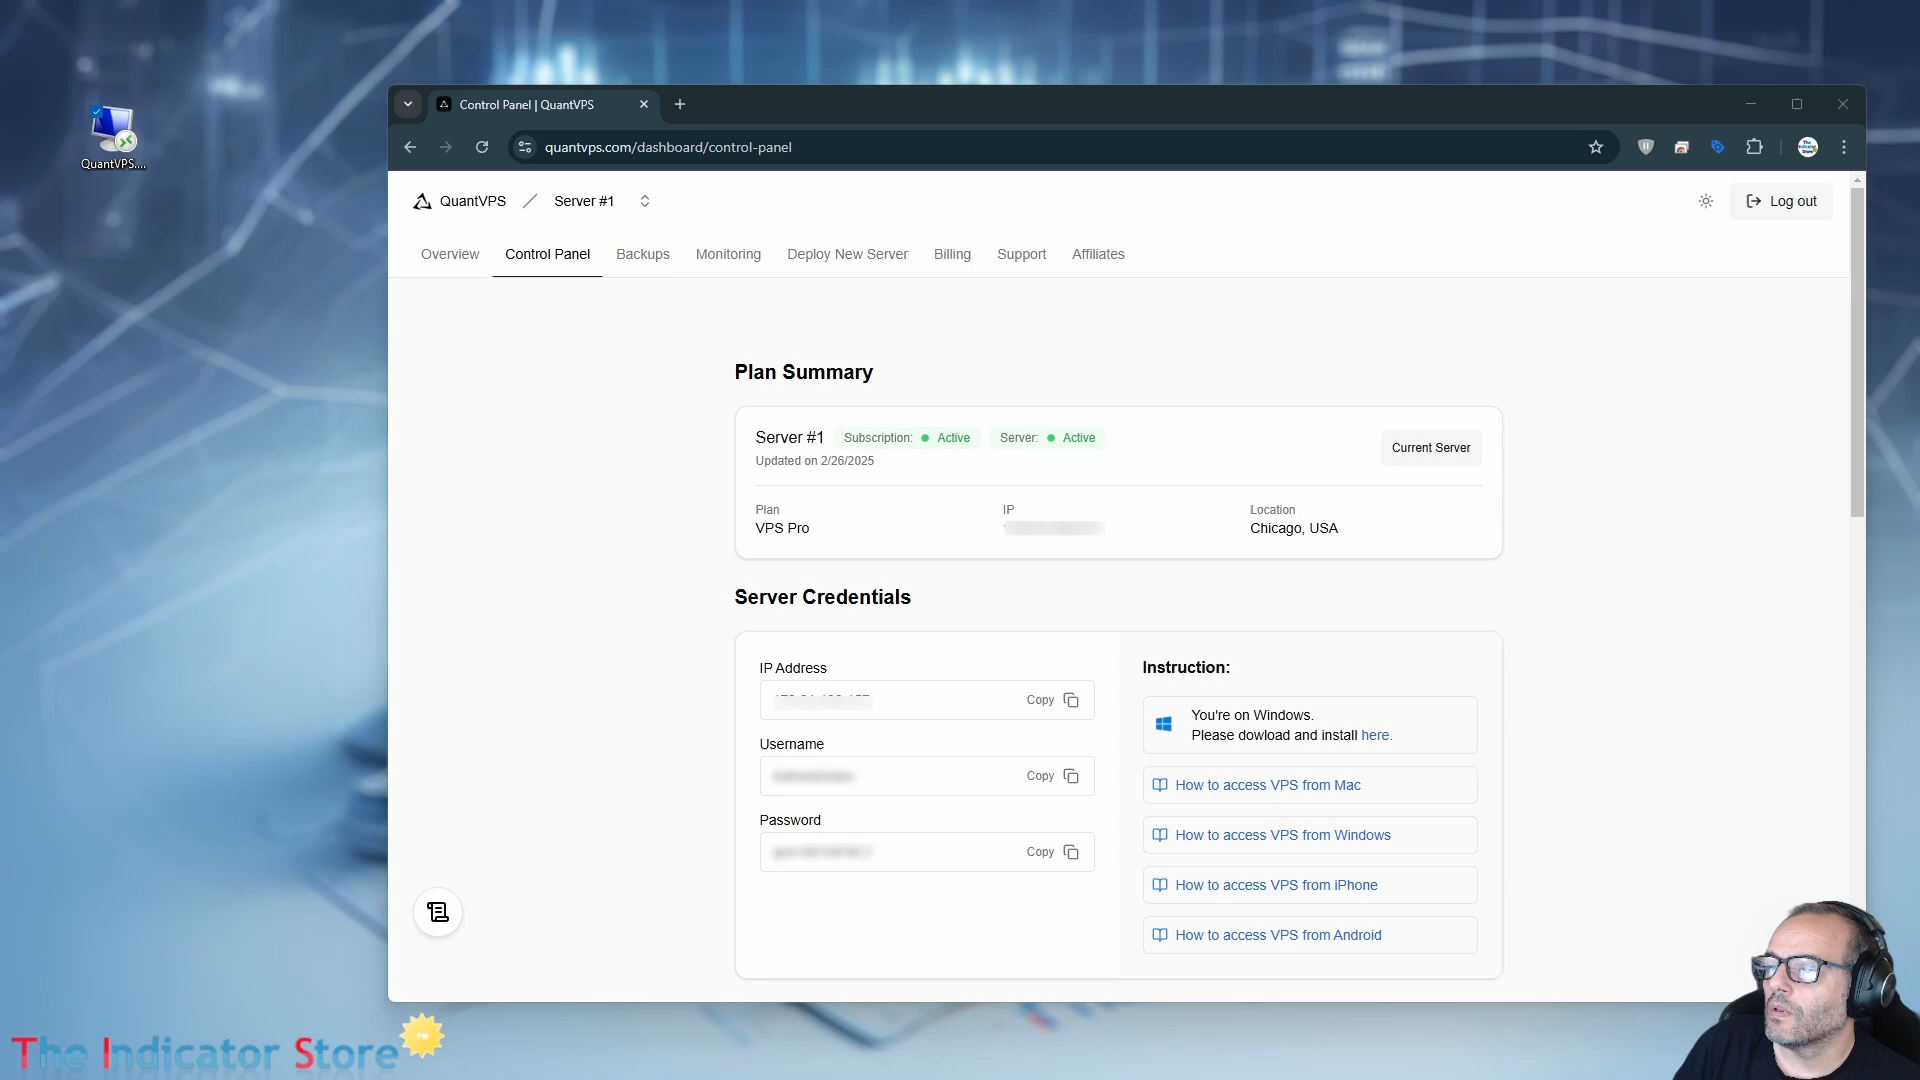 QuantVPS....
Control Panel | QuantVPS
quantvps.com/dashboard/control-panel
QuantVPS
Server #1
Log out
Overview
Control Panel
Backups
Monitoring
Deploy New Server
Billing
Support
Affiliates
Plan Summary
Server #1
Subscription: Active
Server: Active
Updated on 2/26/2025
Current Server
Plan
IP
Location
VPS Pro
Chicago, USA
Server Credentials
IP Address
Copy
Username
Copy
Password
Copy
Instruction:
You're on Windows.
Please dowload and install here.
How to access VPS from Mac
How to access VPS from Windows
How to access VPS from iPhone
How to access VPS from Android
The Indicator Store